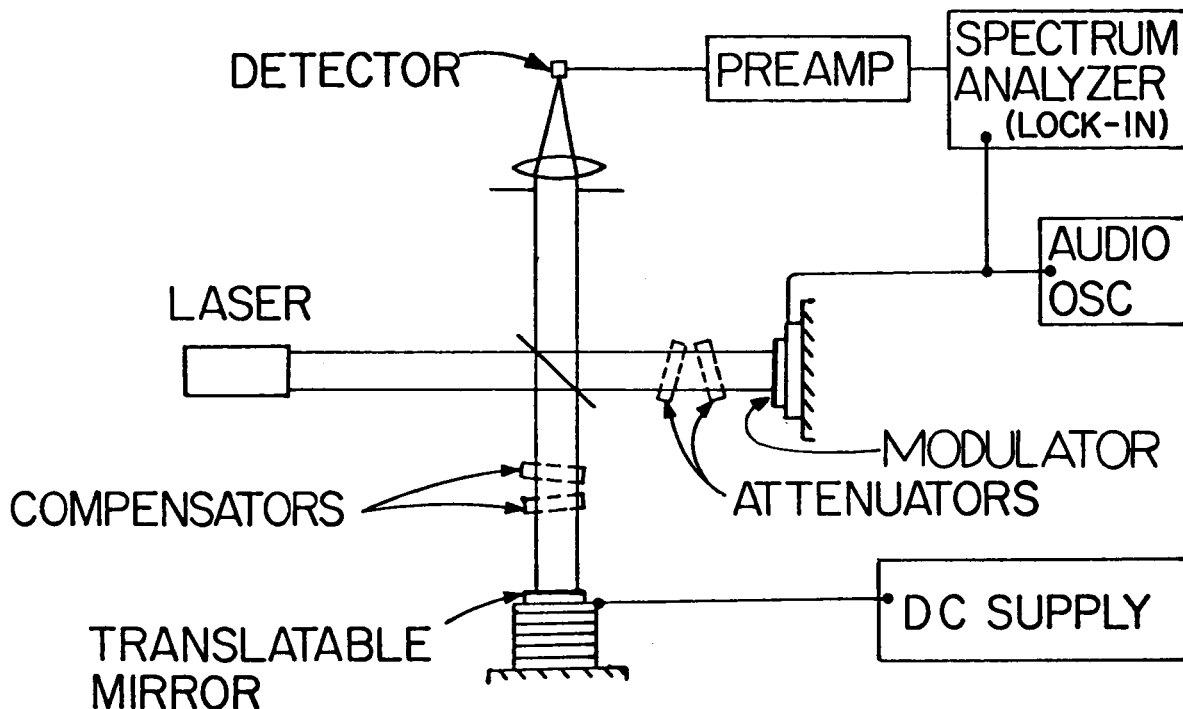 DETECTOR
PREAMP
SPECTRUM
ANALYZER
(LOCK-IN)
AUDIO
OSC
LASER
MODULATOR
ATTENUATORS
COMPENSATORS
DC SUPPLY
TRANSLATABLE
MIRROR